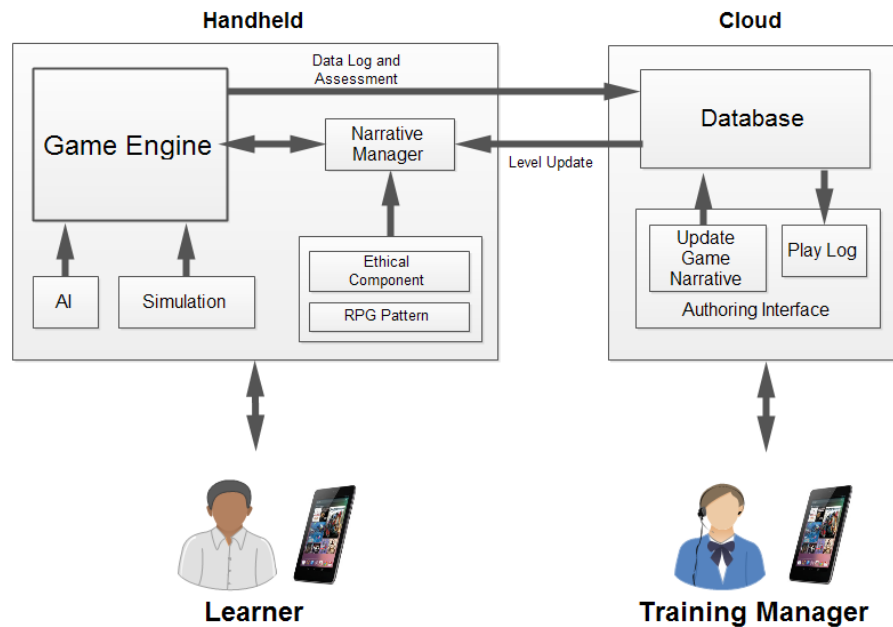 Handheld
Cloud
Data Log and
Assessment
Game Engine
Narrative
Manager
Level Update
Database
AI
Simulation
Ethical
Component
RPG Pattern
Update
Game
Narrative
Play Log
Authoring Interface
Learner
Training Manager